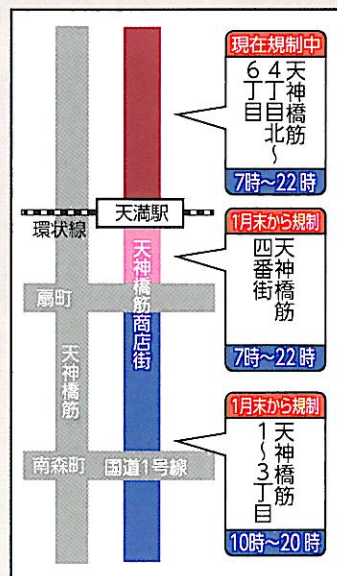 現在規制中
天神橋筋
4丁目北～
6丁目
7時～22時
天満駅
環状線
1月末から規制
天神橋筋
四番街
7時～22時
天神橋筋商店街
扇町
天神橋筋
1月末から規制
天神橋筋
1～3丁目
10時～20時
南森町
国道1号線